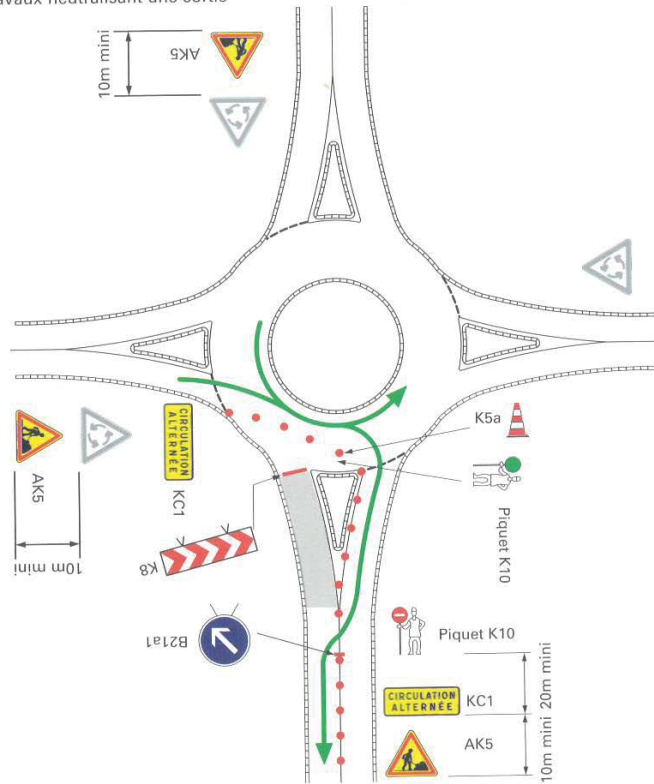 avaux neutralisant une sortie
AK5
10m mini
K5a
CIRCULATION
ALTERNÉE
KC1
AK5
10m mini
K8
Piquet K10
B21a1
Piquet K10
20m mini
CIRCULATION
ALTERNÉE
KC1
AK5
10m mini